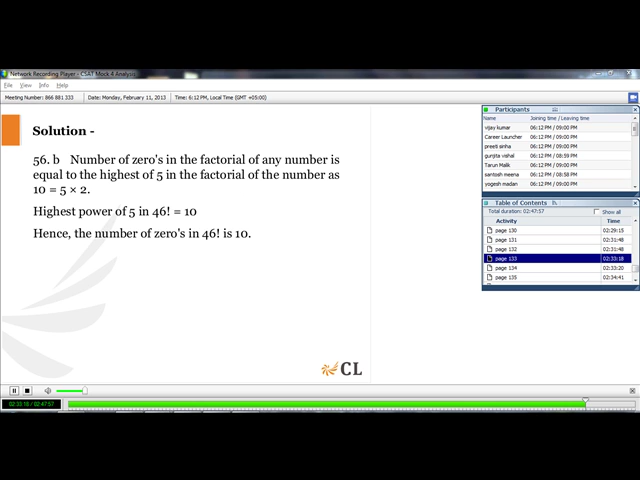 Network Recording Player - CSAT Mock 4 Analysis
File View Info Help
Meeting Number: 866 881 333 Date: Monday, February 11, 2013 Time: 6:12 PM, Local Time (GMT +05:00)
Solution -
56. b Number of zero's in the factorial of any number is
equal to the highest of 5 in the factorial of the number as
10 = 5 × 2.
Highest power of 5 in 46! = 10
Hence, the number of zero's in 46! is 10.
CL
Participants
Name Joining time / Leaving time
vijay kumar 06:12 PM / 09:00 PM
Career Launcher 06:12 PM / 09:00 PM
preeti sinha 06:12 PM / 09:00 PM
gunjita vishal 06:12 PM / 08:59 PM
Tarun Malik 06:12 PM / 09:00 PM
santosh meena 06:12 PM / 08:58 PM
yogesh madan 06:12 PM / 09:00 PM
Table of Contents
Total duration: 02:47:57 Show all
Activity Time
page 130 02:29:15
page 131 02:31:48
page 132 02:31:48
page 133 02:33:18
page 134 02:33:20
page 135 02:34:41
02:33:18 / 02:47:57